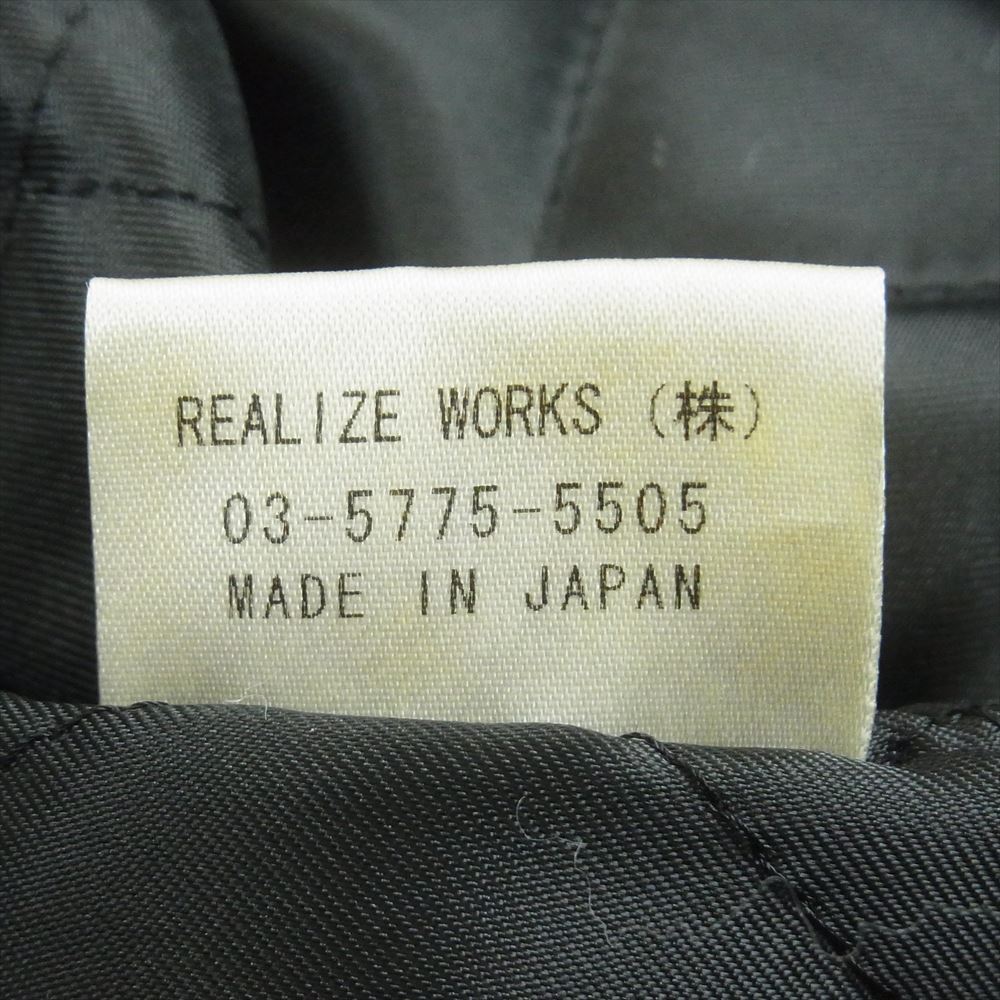 REALIZE WORKS (株)
03-5775-5505
MADE IN JAPAN